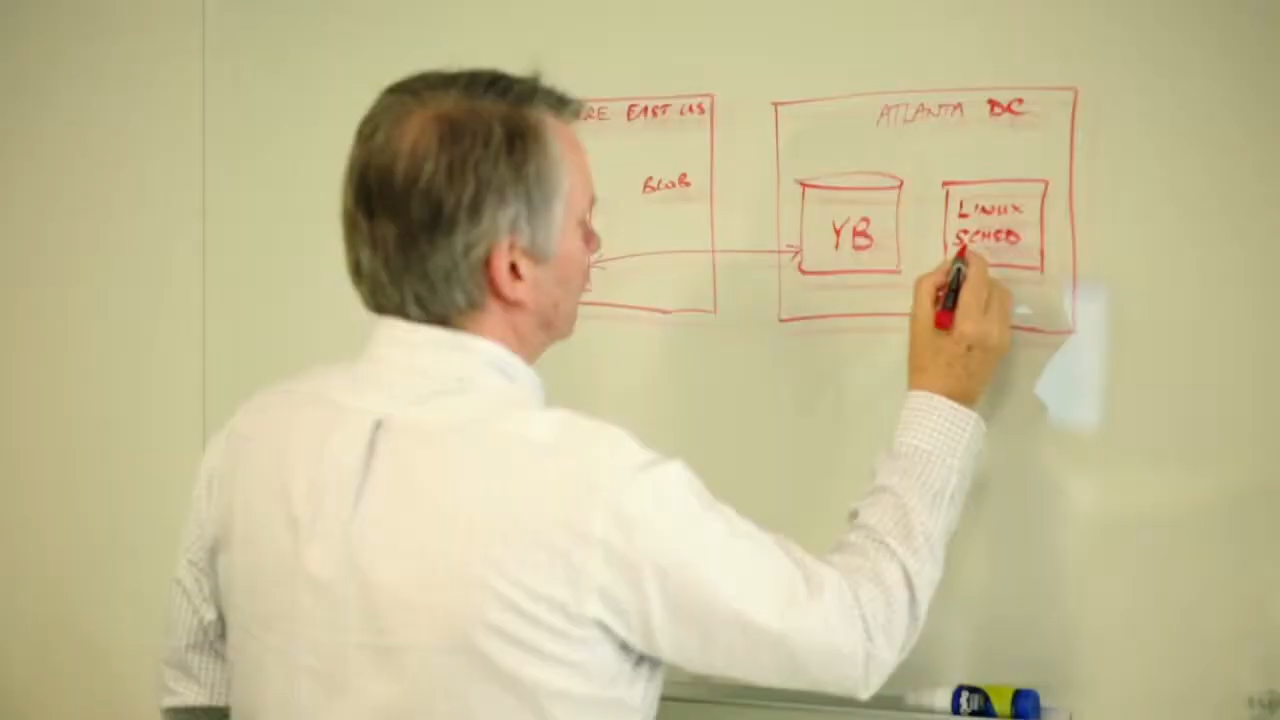 RE EAST US
BLOB
ATLANTA DC
YB
LINUX
SCHED